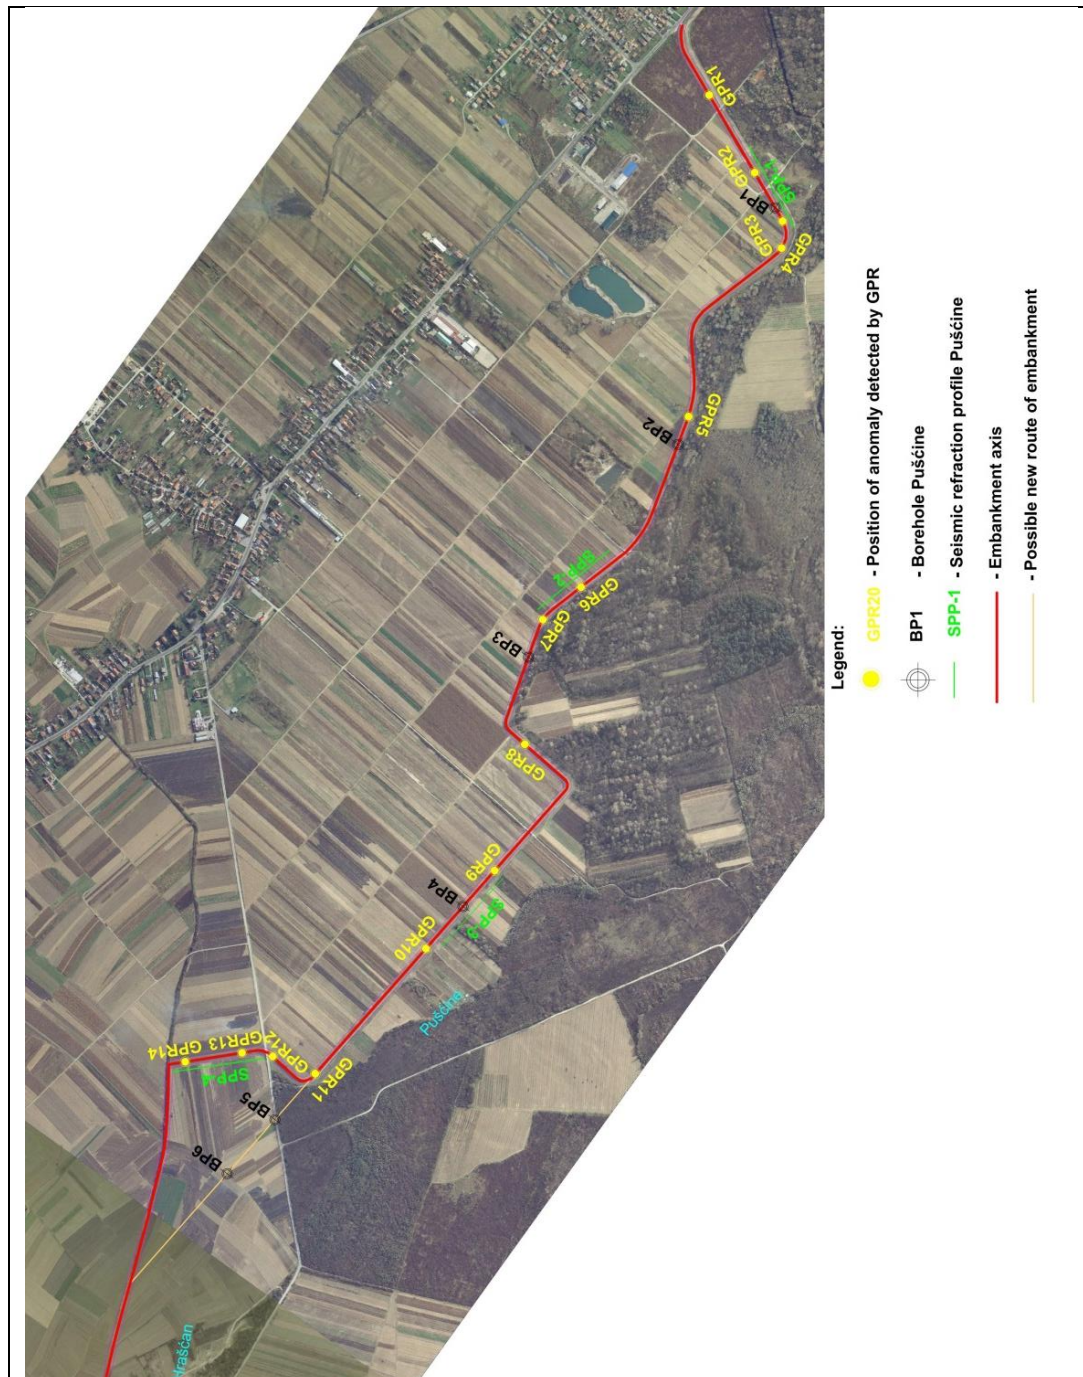 GPR1
GPR2
SPP-1
BP1
GPR3
GPR4
BP2
GPR5
SPP-2
GPR6
GPR7
BP3
GPR8
GPR9
BP4
SPP-3
GPR10
Pušćine
GPR14
GPR13
GPR12
SPP-4
GPR11
BP5
BP6
Hrašćan
Legend:
GPR20 - Position of anomaly detected by GPR
BP1 - Borehole Pušćine
SPP-1 - Seismic refraction profile Pušćine
- Embankment axis
- Possible new route of embankment